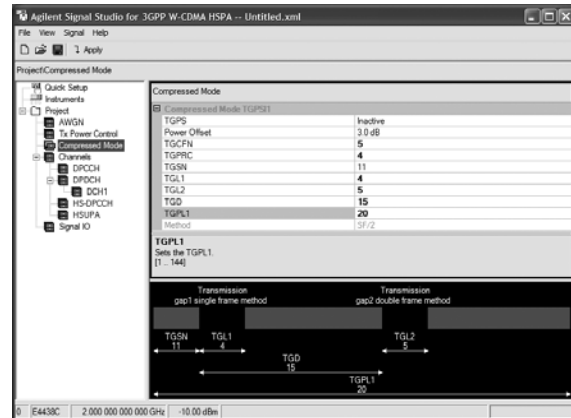 Agilent Signal Studio for 3GPP W-CDMA HSPA -- Untitled.xml
File View Signal Help
Apply
Project\Compressed Mode
Quick Setup
Instruments
Project
AWGN
Tx Power Control
Compressed Mode
Channels
DPCCH
DPDCH
DCH1
HS-DPCCH
HSUPA
Signal IO
Compressed Mode
Compressed Mode TGPSI1
TGPS Inactive
Power Offset 3.0 dB
TGCFN 5
TGPRC 4
TGSN 11
TGL1 4
TGL2 5
TGD 15
TGPL1 20
Method SF/2
TGPL1
Sets the TGPL1.
[1 .. 144]
Transmission Transmission
gap1 single frame method gap2 double frame method
TGSN TGL1 TGL2
11 4 5
TGD
15
TGPL1
20
0 E4438C 2.000 000 000 000 GHz -10.00 dBm